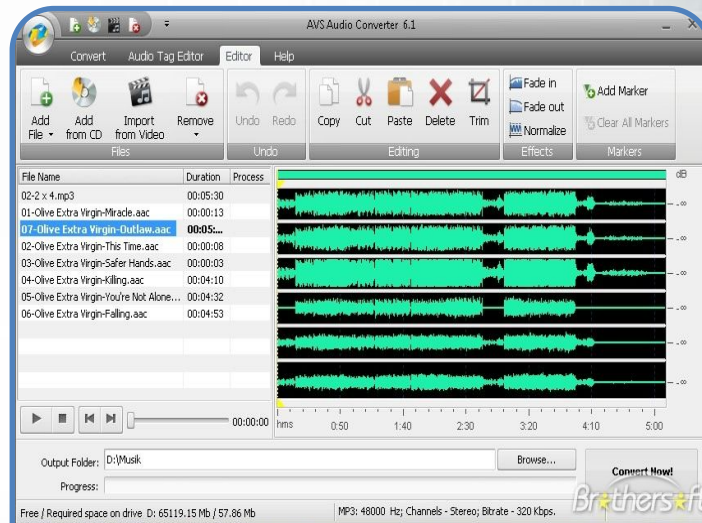 AVS Audio Converter 6.1
Convert Audio Tag Editor Editor Help
Add File Add from CD Import from Video Remove Undo Redo Copy Cut Paste Delete Trim Fade in Fade out Normalize Add Marker Clear All Markers
Files Undo Editing Effects Markers
File Name Duration Process
02-2 x 4.mp3 00:05:30
01-Olive Extra Virgin-Miracle.aac 00:00:13
07-Olive Extra Virgin-Outlaw.aac 00:05:...
02-Olive Extra Virgin-This Time.aac 00:00:08
03-Olive Extra Virgin-Safer Hands.aac 00:00:03
04-Olive Extra Virgin-Killing.aac 00:04:10
05-Olive Extra Virgin-You're Not Alone... 00:04:32
06-Olive Extra Virgin-Falling.aac 00:04:53
dB
-∞
-∞
-∞
-∞
-∞
-∞
00:00:00
hms 0:50 1:40 2:30 3:20 4:10 5:00
Output Folder: D:\Musik Browse...
Progress:
Convert Now!
Free / Required space on drive D: 65119.15 Mb / 57.86 Mb MP3: 48000 Hz; Channels - Stereo; Bitrate - 320 Kbps.